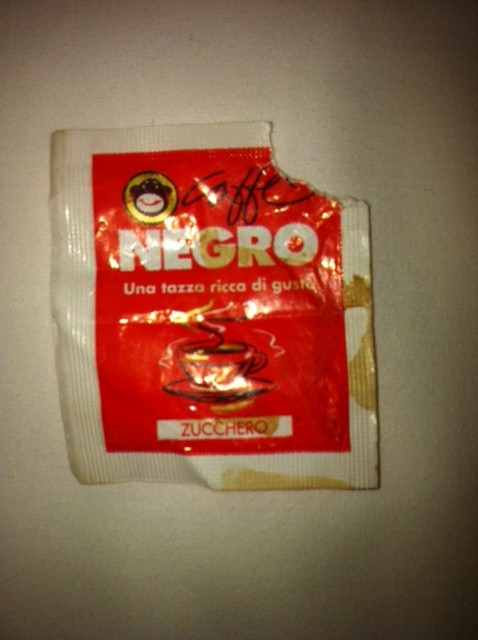 caffè
NEGRO
Una tazza ricca di gusto
ZUCCHERO